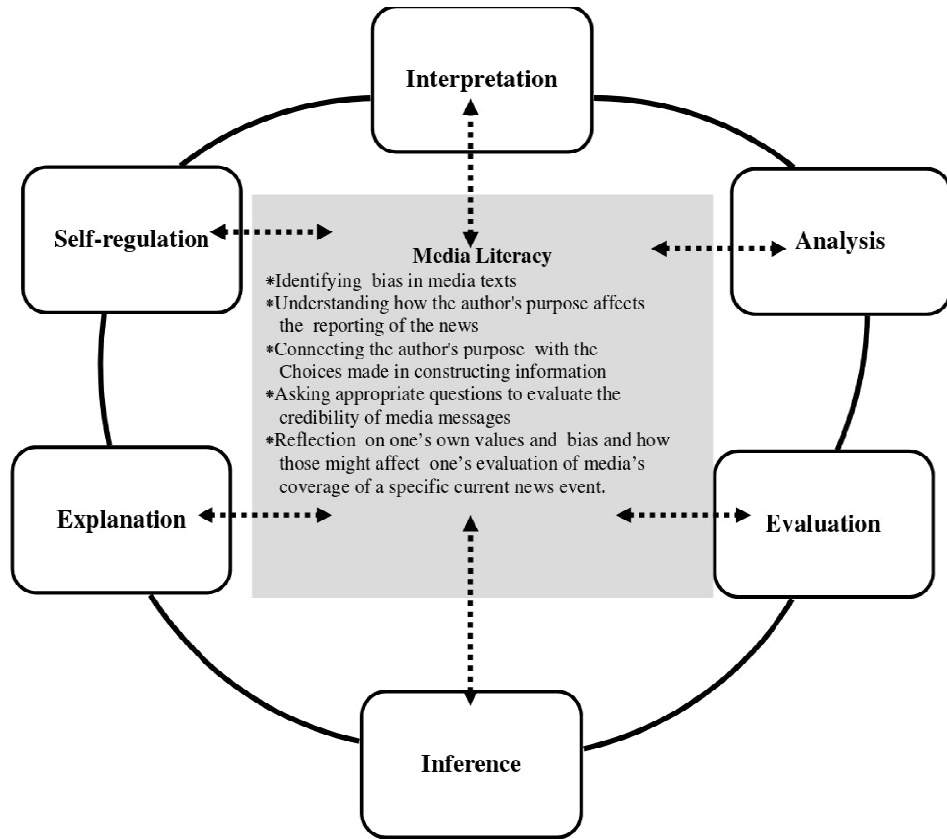 Interpretation
Self-regulation
Analysis
Media Literacy
*Identifying bias in media texts
*Understanding how the author's purpose affects
the reporting of the news
*Connecting the author's purpose with the
Choices made in constructing information
*Asking appropriate questions to evaluate the
credibility of media messages
*Reflection on one's own values and bias and how
those might affect one's evaluation of media's
coverage of a specific current news event.
Explanation
Evaluation
Inference